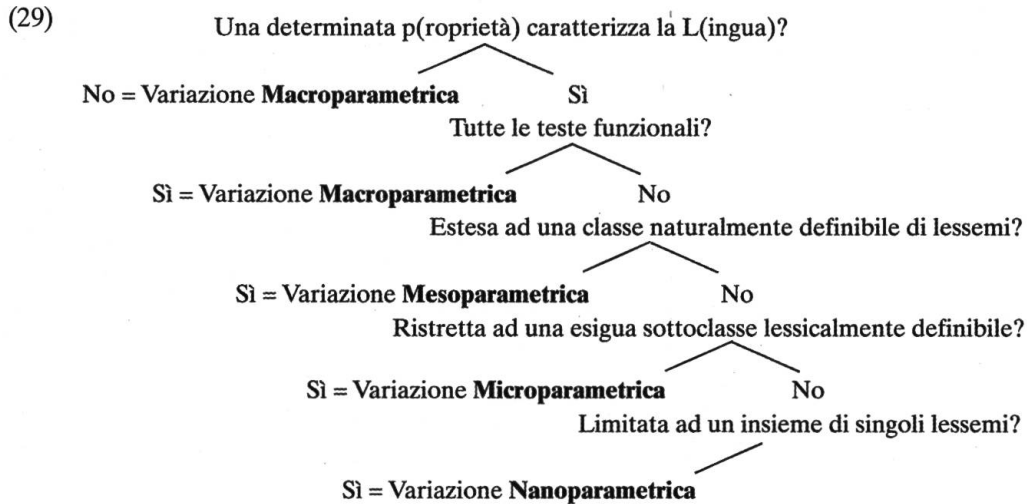 (29)
Una determinata p(roprietà) caratterizza la L(ingua)?
No = Variazione Macroparametrica Sì
Tutte le teste funzionali?
Sì = Variazione Macroparametrica No
Estesa ad una classe naturalmente definibile di lessemi?
Sì = Variazione Mesoparametrica No
Ristretta ad una esigua sottoclasse lessicalmente definibile?
Sì = Variazione Microparametrica No
Limitata ad un insieme di singoli lessemi?
Sì = Variazione Nanoparametrica